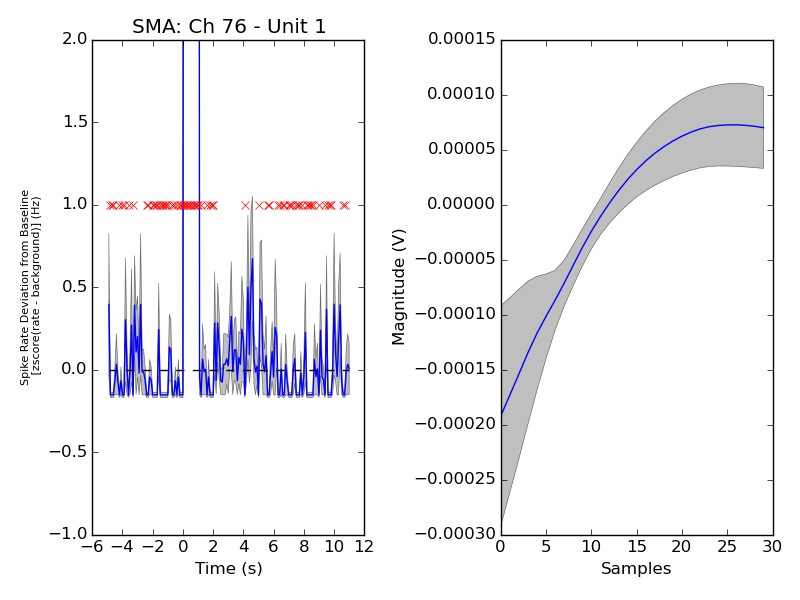 SMA: Ch 76 - Unit 1
Spike Rate Deviation from Baseline
[zscore(rate - background)] (Hz)
2.0
1.5
1.0
0.5
0.0
−0.5
−1.0
−6 −4 −2 0 2 4 6 8 10 12
Time (s)
Magnitude (V)
0.00015
0.00010
0.00005
0.00000
−0.00005
−0.00010
−0.00015
−0.00020
−0.00025
−0.00030
0 5 10 15 20 25 30
Samples